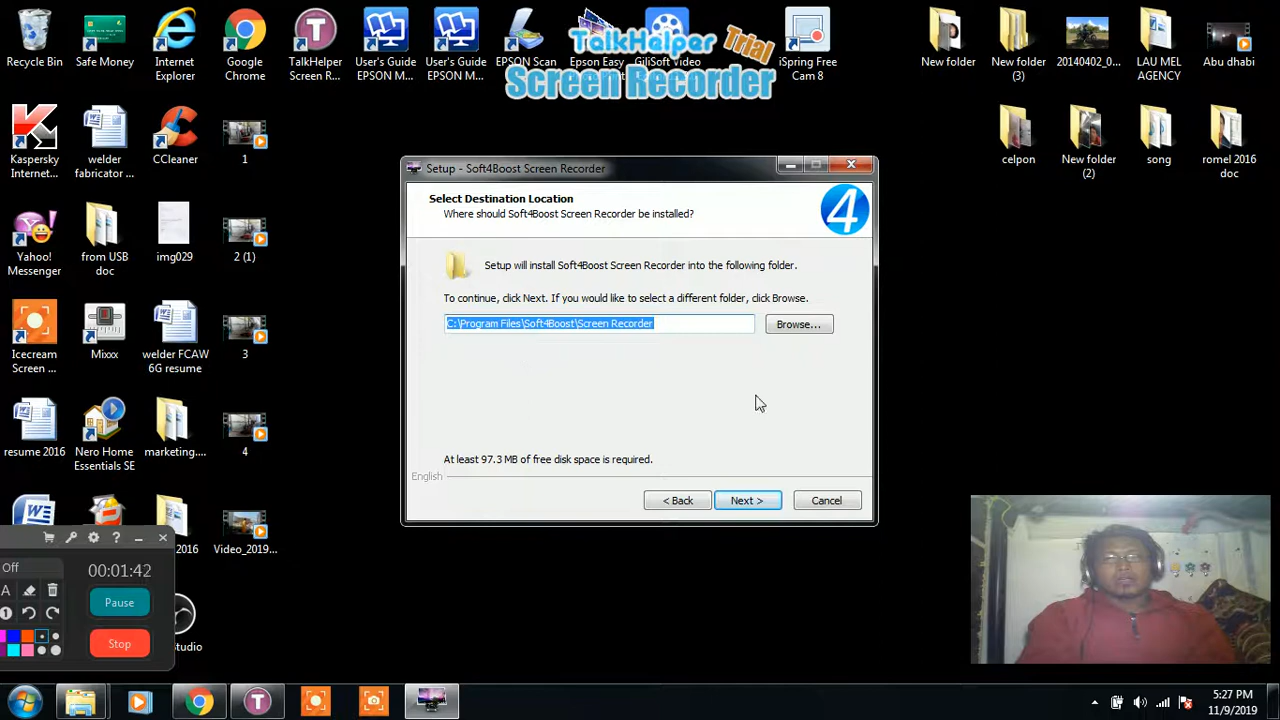 Recycle Bin
Safe Money
Internet
Explorer
Google
Chrome
TalkHelper
Screen R...
User's Guide
EPSON M...
User's Guide
EPSON M...
EPSON Scan
Epson Easy
GiliSoft Video
iSpring Free
Cam 8
TalkHelper Trial
Screen Recorder
New folder
New folder
(3)
20140402_0...
LAU MEL
AGENCY
Abu dhabi
Kaspersky
Internet...
welder
fabricator ...
CCleaner
1
celpon
New folder
(2)
song
romel 2016
doc
Yahoo!
Messenger
from USB
doc
img029
2 (1)
Icecream
Screen ...
Mixxx
welder FCAW
6G resume
3
resume 2016
Nero Home
Essentials SE
marketing....
4
2016
Video_2019...
Studio
Setup - Soft4Boost Screen Recorder
Select Destination Location
Where should Soft4Boost Screen Recorder be installed?
4
Setup will install Soft4Boost Screen Recorder into the following folder.
To continue, click Next. If you would like to select a different folder, click Browse.
C:\Program Files\Soft4Boost\Screen Recorder
Browse...
At least 97.3 MB of free disk space is required.
English
< Back
Next >
Cancel
Off
00:01:42
A
Pause
1
Stop
T
5:27 PM
11/9/2019